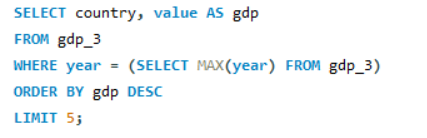 SELECT country, value AS gdp
FROM gdp_3
WHERE year = (SELECT MAX(year) FROM gdp_3)
ORDER BY gdp DESC
LIMIT 5;